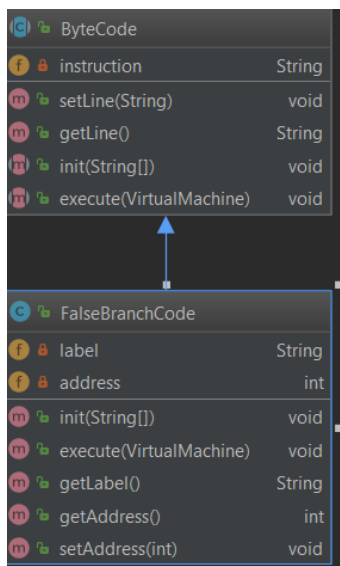 ByteCode
instruction String
setLine(String) void
getLine() String
init(String[]) void
execute(VirtualMachine) void
FalseBranchCode
label String
address int
init(String[]) void
execute(VirtualMachine) void
getLabel() String
getAddress() int
setAddress(int) void